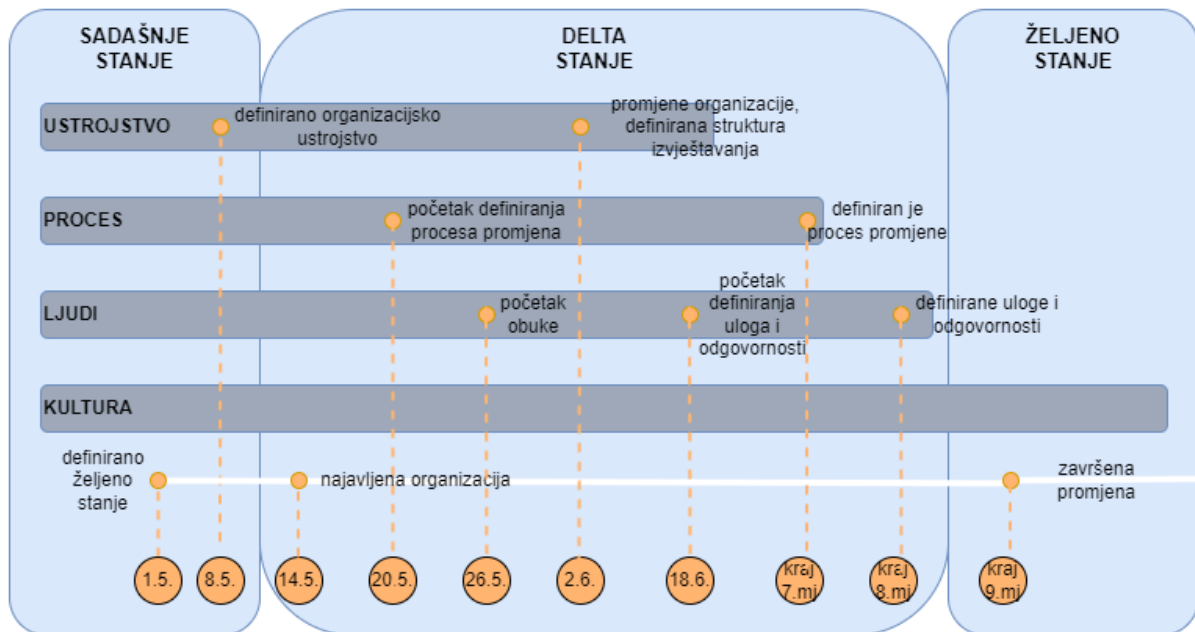 SADAŠNJE
STANJE
DELTA
STANJE
ŽELJENO
STANJE
USTROJSTVO
definirano organizacijsko
ustrojstvo
promjene organizacije,
definirana struktura
izvještavanja
PROCES
početak definiranja
procesa promjena
definiran je
proces promjene
LJUDI
početak
obuke
početak
definiranja
uloga i
odgovornosti
definirane uloge i
odgovornosti
KULTURA
definirano
željeno
stanje
najavljena organizacija
završena
promjena
1.5.
8.5.
14.5.
20.5.
26.5.
2.6.
18.6.
kraj
7.mj
kraj
8.mj
kraj
9.mj